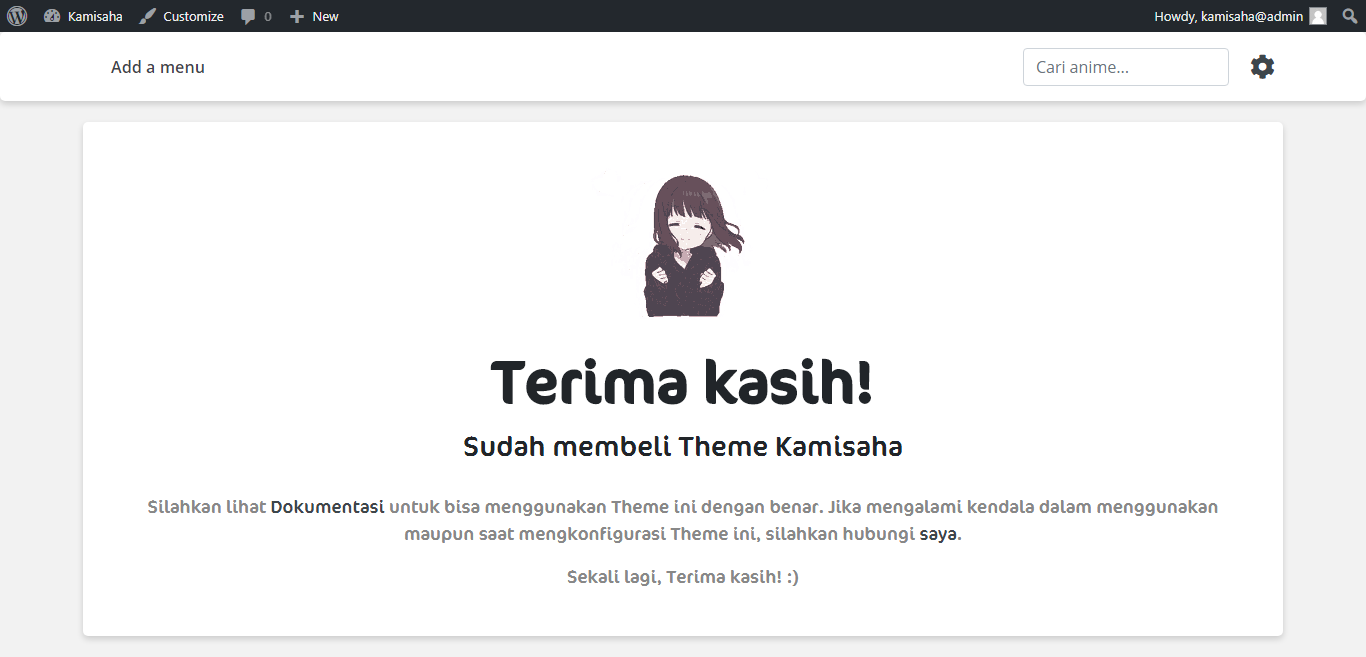 Kamisaha Customize 0 New Howdy, kamisaha@admin
Add a menu Cari anime...
Terima kasih!
Sudah membeli Theme Kamisaha
Silahkan lihat Dokumentasi untuk bisa menggunakan Theme ini dengan benar. Jika mengalami kendala dalam menggunakan
maupun saat mengkonfigurasi Theme ini, silahkan hubungi saya.
Sekali lagi, Terima kasih! :)